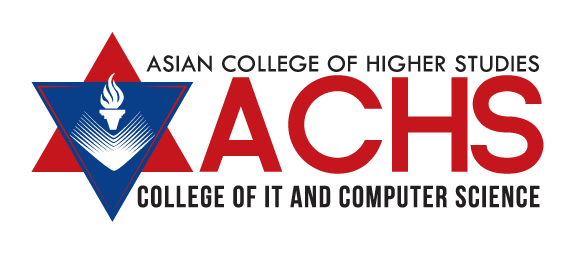 ASIAN COLLEGE OF HIGHER STUDIES
ACHS
COLLEGE OF IT AND COMPUTER SCIENCE